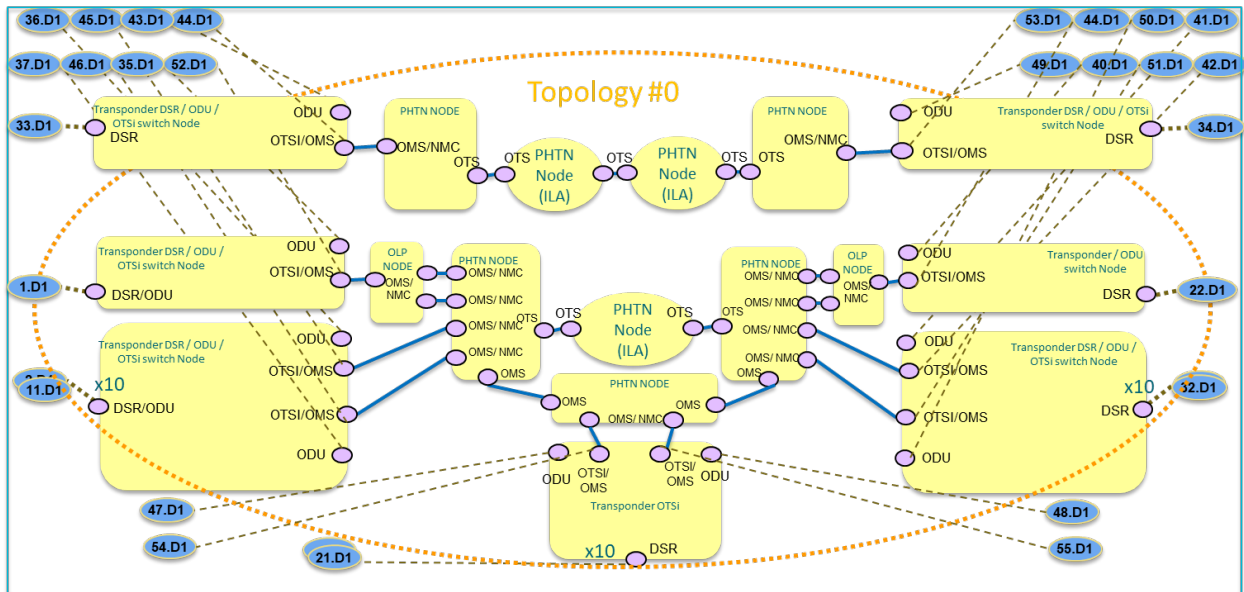 36.D1 45.D1 43.D1 44.D1
53.D1 44.D1 50.D1 41.D1
37.D1 46.D1 35.D1 52.D1
49.D1 40.D1 51.D1 42.D1
Topology #0
33.D1
Transponder DSR / ODU /
OTSi switch Node
DSR
ODU
OTSI/OMS
PHTN NODE
OMS/NMC
OTS
OTS
PHTN
Node
(ILA)
OTS
PHTN
Node
(ILA)
OTS
OTS
PHTN NODE
OMS/NMC
ODU
OTSI/OMS
Transponder DSR / ODU / OTSi
switch Node
DSR
34.D1
1.D1
Transponder DSR / ODU /
OTSi switch Node
DSR/ODU
ODU
OTSI/OMS
OLP
NODE
OMS/
NMC
PHTN NODE
OMS/ NMC
OMS/ NMC
OMS/ NMC
OMS/ NMC
OTS
OMS
OTS
PHTN
Node
(ILA)
OTS
OTS
PHTN NODE
OMS/ NMC
OMS/ NMC
OMS/ NMC
OMS/ NMC
OMS
OLP
NODE
OMS/
NMC
ODU
OTSI/OMS
Transponder / ODU
switch Node
DSR
22.D1
11.D1
Transponder DSR / ODU /
OTSi switch Node
x10
DSR/ODU
ODU
OTSI/OMS
OTSI/OMS
ODU
PHTN NODE
OMS
OMS
OMS/ NMC
ODU
OTSI/OMS
OTSI/OMS
ODU
Transponder DSR / ODU /
OTSi switch Node
x10
DSR
32.D1
ODU
OTSI/
OMS
OTSI/
OMS
ODU
Transponder OTSi
x10
DSR
47.D1
54.D1
21.D1
48.D1
55.D1